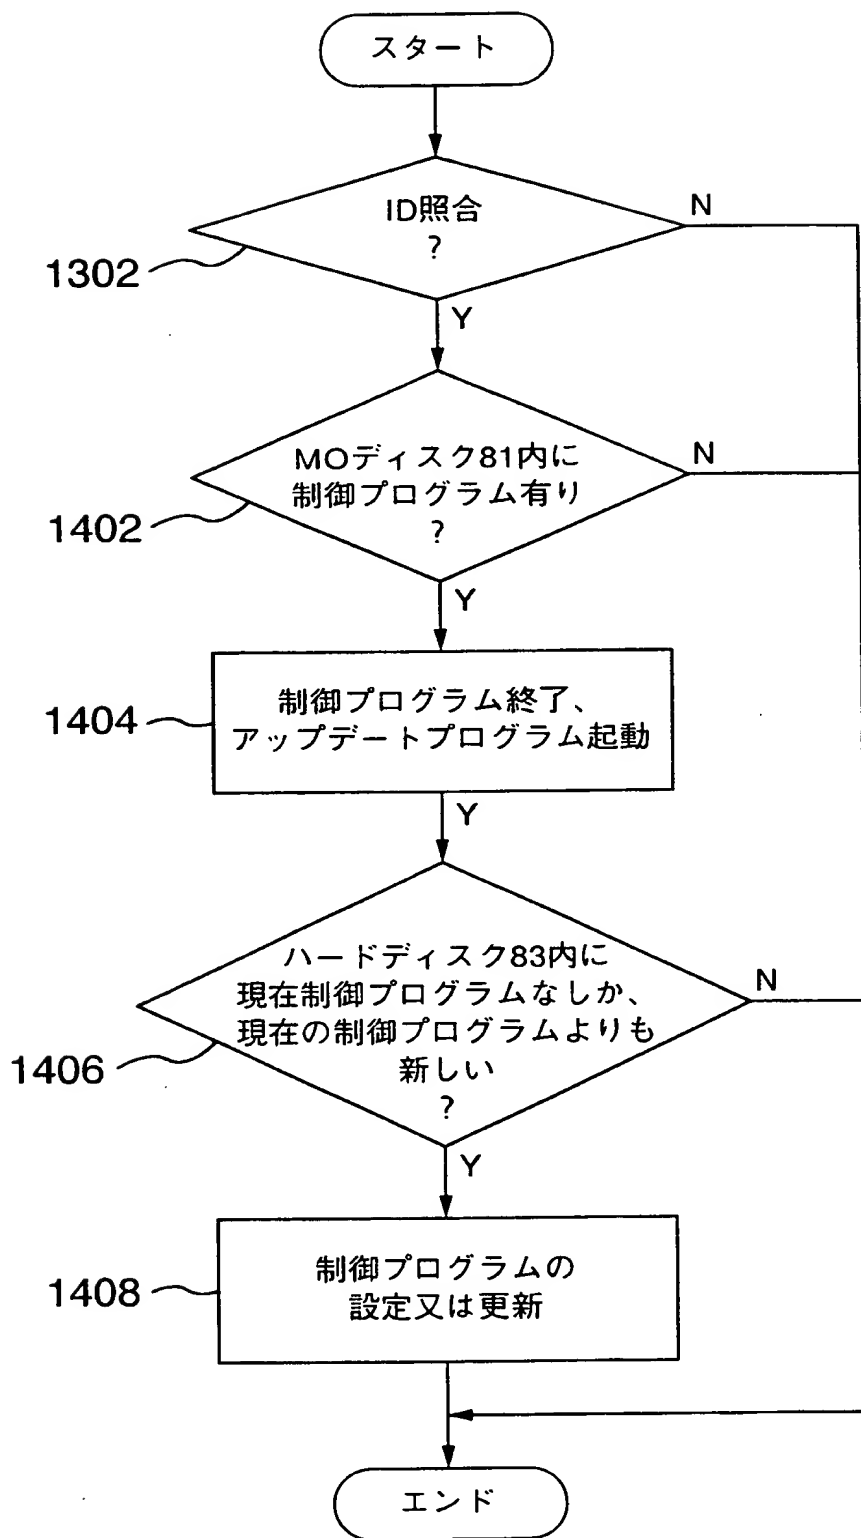 スタート
ID照合
?
N
1302
Y
MOディスク81内に
制御プログラム有り
?
N
1402
Y
制御プログラム終了、
アップデートプログラム起動
1404
Y
ハードディスク83内に
現在制御プログラムなしか、
現在の制御プログラムよりも
新しい
?
N
1406
Y
制御プログラムの
設定又は更新
1408
エンド